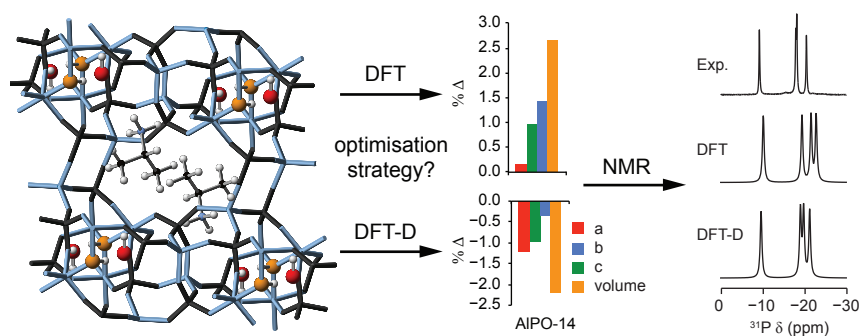 DFT
optimisation
strategy?
DFT-D
% Δ
3.0
2.5
2.0
1.5
1.0
0.5
0.0
% Δ
−0.5
−1.0
−1.5
−2.0
−2.5
a
b
c
volume
AlPO-14
NMR
Exp.
DFT
DFT-D
0 −10 −20 −30
³¹P δ (ppm)